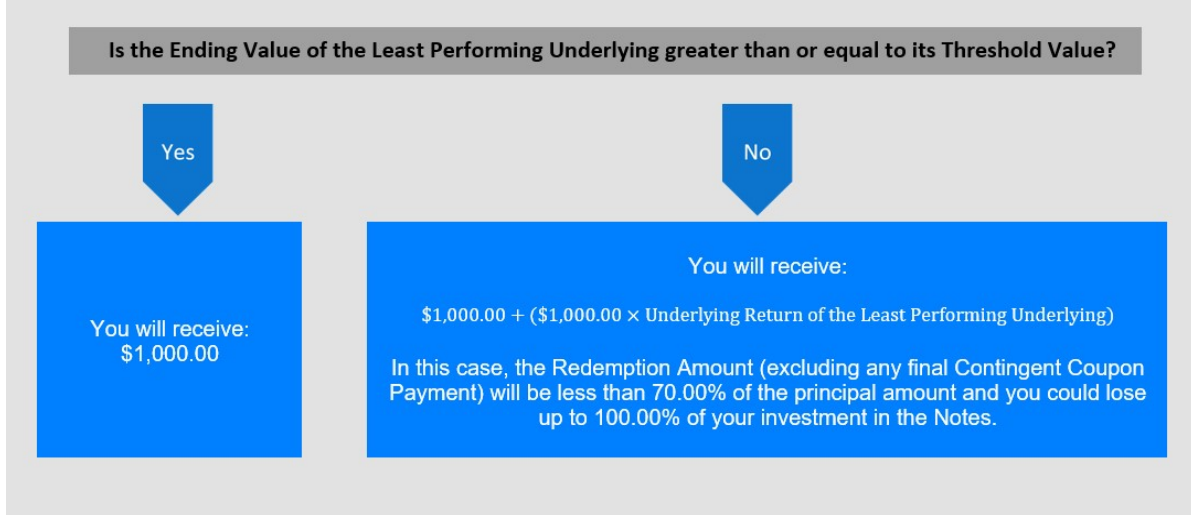 Is the Ending Value of the Least Performing Underlying greater than or equal to its Threshold Value?
Yes
No
You will receive:
$1,000.00
You will receive:
$1,000.00 + ($1,000.00 × Underlying Return of the Least Performing Underlying)
In this case, the Redemption Amount (excluding any final Contingent Coupon
Payment) will be less than 70.00% of the principal amount and you could lose
up to 100.00% of your investment in the Notes.